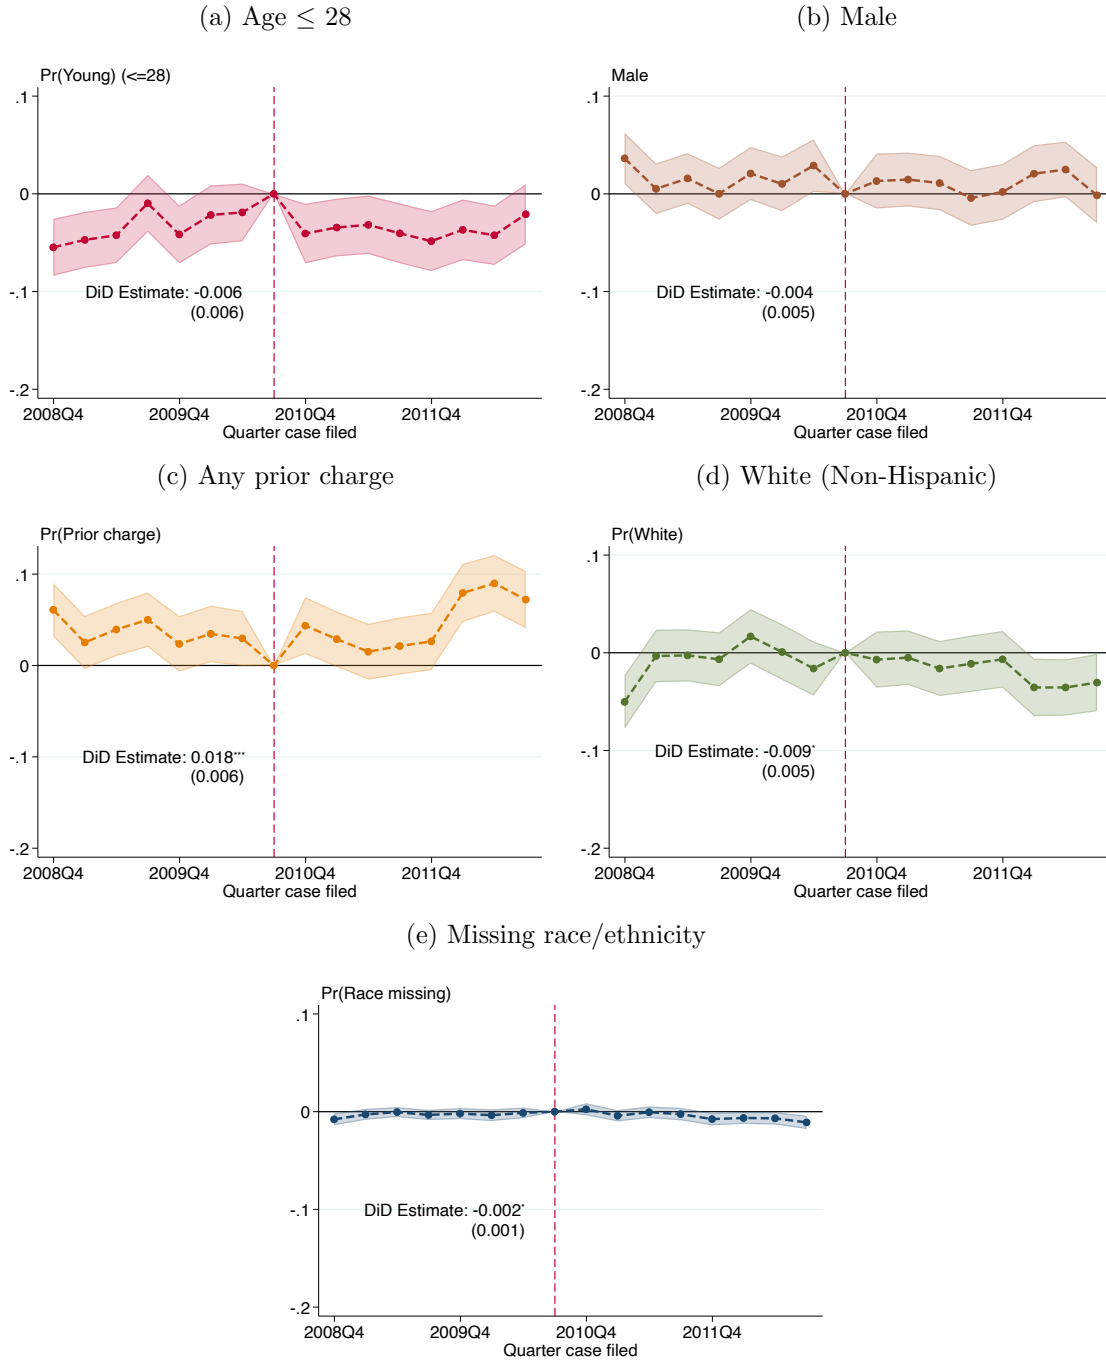 (a) Age ≤ 28
Pr(Young) (<=28)
.1
0
-.1
-.2
DiD Estimate: -0.006
(0.006)
2008Q4 2009Q4 2010Q4 2011Q4
Quarter case filed
(b) Male
Male
.1
0
-.1
-.2
DiD Estimate: -0.004
(0.005)
2008Q4 2009Q4 2010Q4 2011Q4
Quarter case filed
(c) Any prior charge
Pr(Prior charge)
.1
0
-.1
-.2
DiD Estimate: 0.018***
(0.006)
2008Q4 2009Q4 2010Q4 2011Q4
Quarter case filed
(d) White (Non-Hispanic)
Pr(White)
.1
0
-.1
-.2
DiD Estimate: -0.009*
(0.005)
2008Q4 2009Q4 2010Q4 2011Q4
Quarter case filed
(e) Missing race/ethnicity
Pr(Race missing)
.1
0
-.1
-.2
DiD Estimate: -0.002*
(0.001)
2008Q4 2009Q4 2010Q4 2011Q4
Quarter case filed